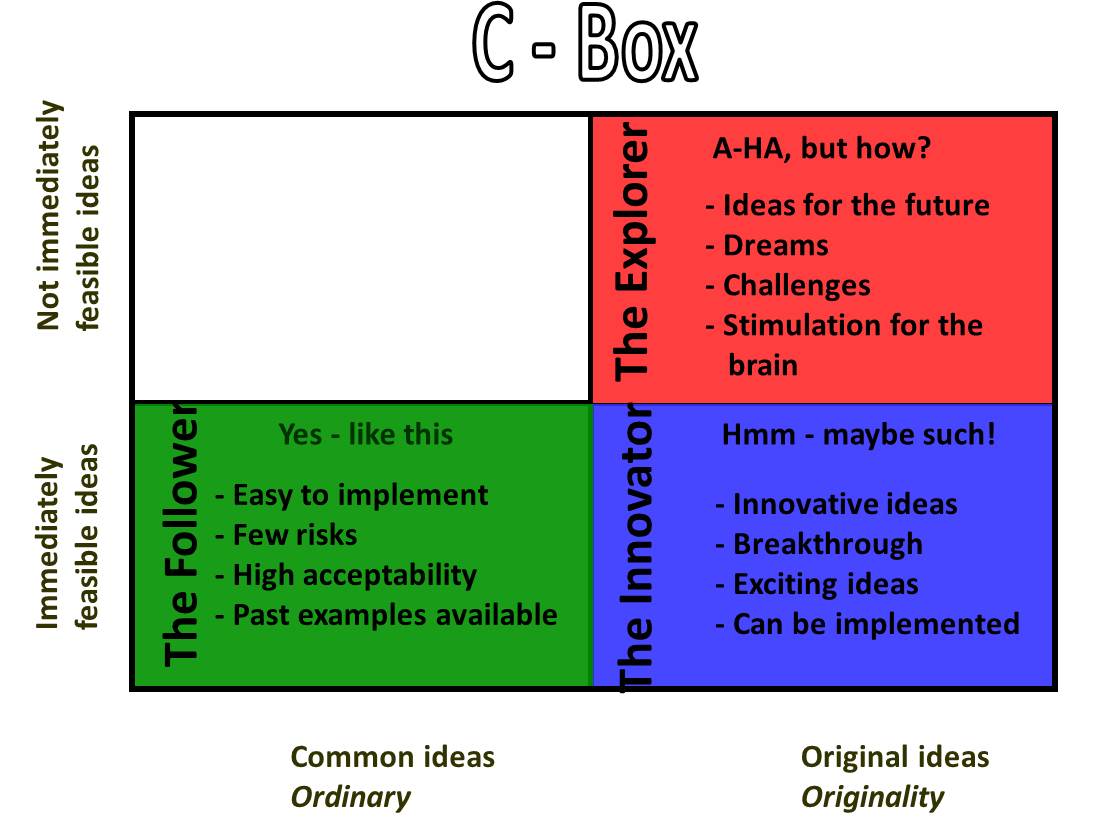 C - Box
Not immediately
feasible ideas
The Explorer
A-HA, but how?
- Ideas for the future
- Dreams
- Challenges
- Stimulation for the
brain
Immediately
feasible ideas
The Follower
Yes - like this
- Easy to implement
- Few risks
- High acceptability
- Past examples available
The Innovator
Hmm - maybe such!
- Innovative ideas
- Breakthrough
- Exciting ideas
- Can be implemented
Common ideas
Ordinary
Original ideas
Originality